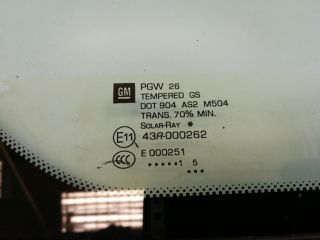 GM
PGW 26
TEMPERED GS
DOT 904 AS2 M504
TRANS. 70% MIN.
SOLAR-RAY *
E11 43R-000262
CCC E 000251
•••••1 5
•••